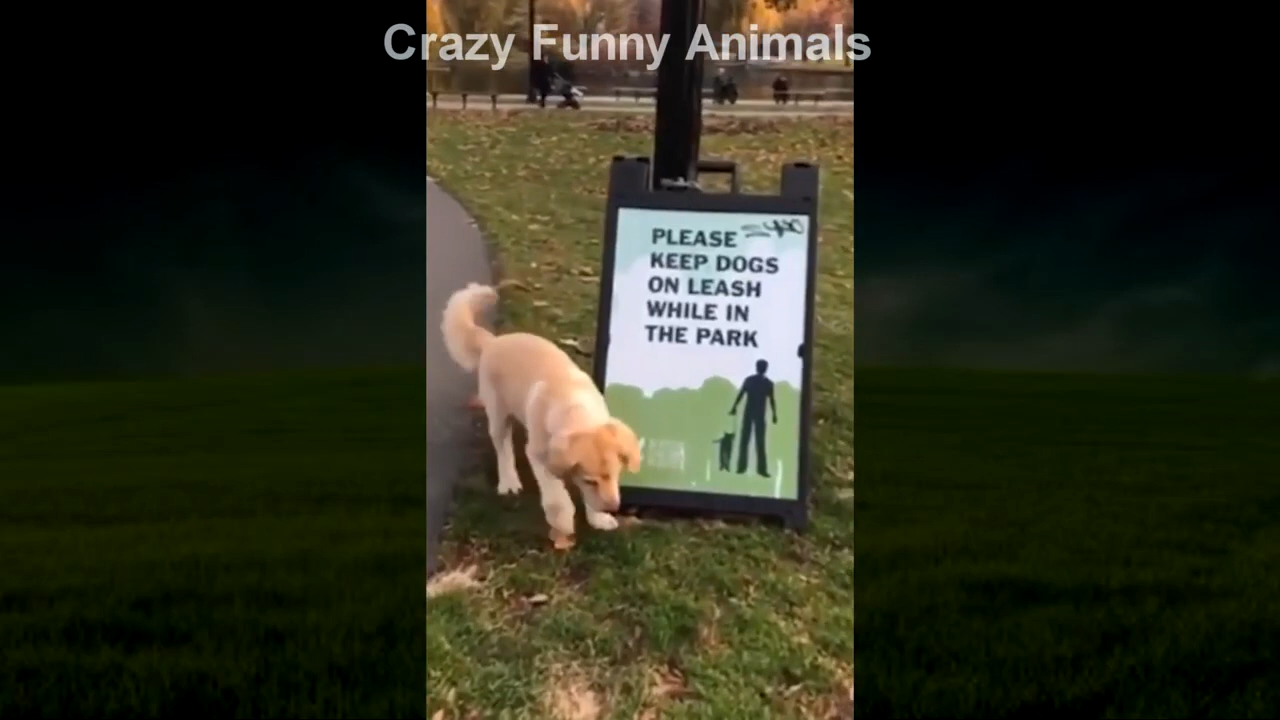 Crazy Funny Animals
PLEASE
KEEP DOGS
ON LEASH
WHILE IN
THE PARK